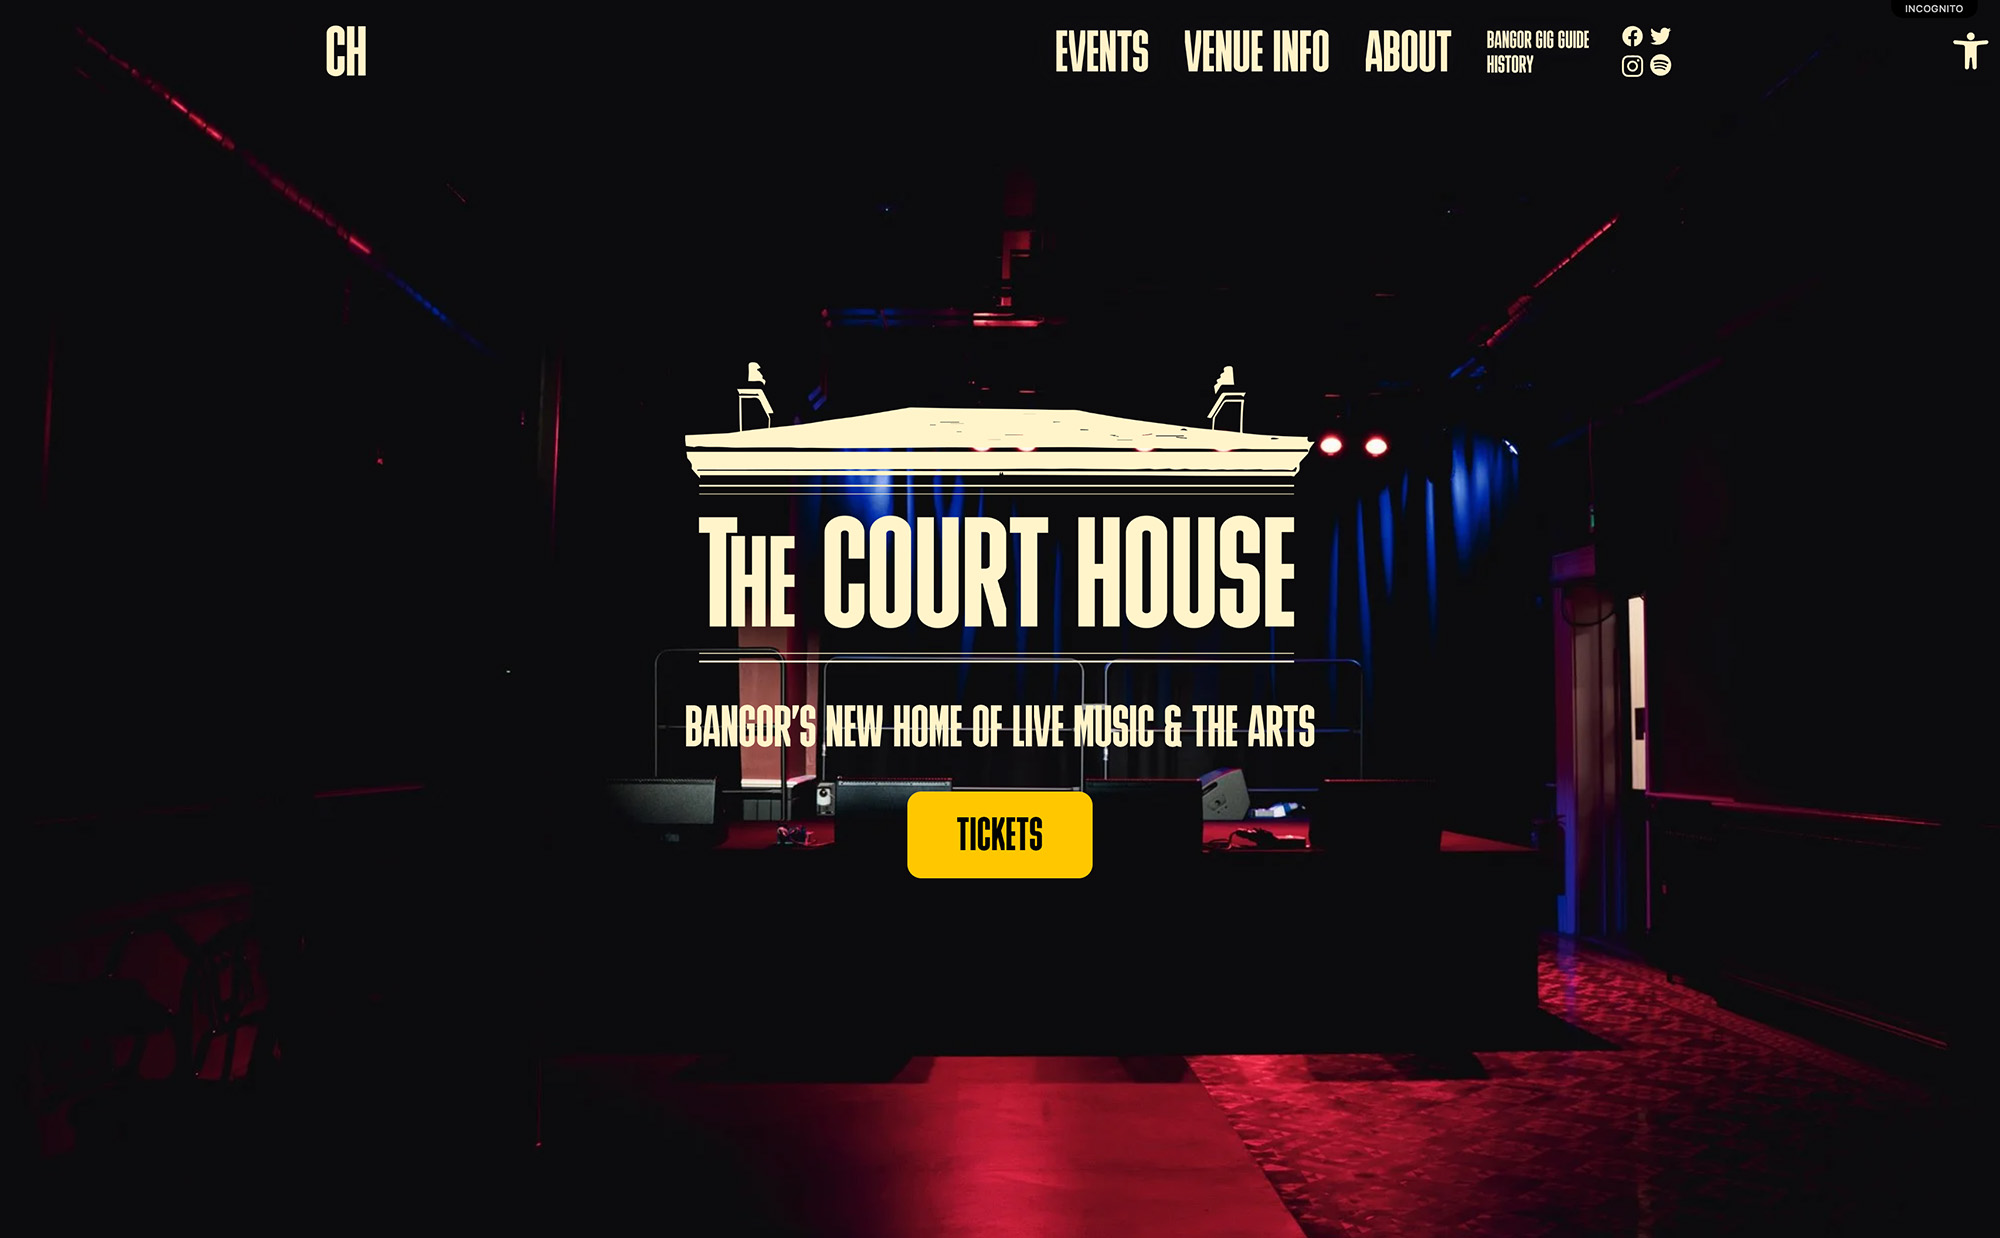 INCOGNITO
CH
EVENTS
VENUE INFO
ABOUT
BANGOR GIG GUIDE
HISTORY
THE COURT HOUSE
BANGOR'S NEW HOME OF LIVE MUSIC & THE ARTS
TICKETS